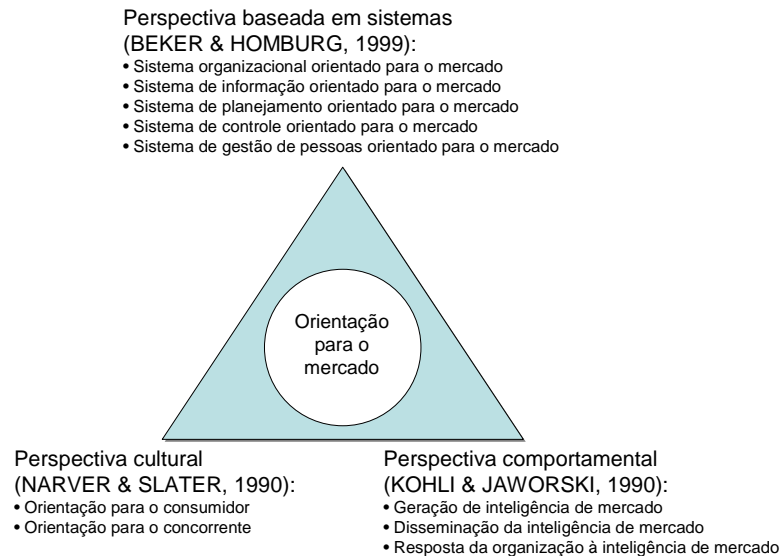 Perspectiva baseada em sistemas
(BEKER & HOMBURG, 1999):
• Sistema organizacional orientado para o mercado
• Sistema de informação orientado para o mercado
• Sistema de planejamento orientado para o mercado
• Sistema de controle orientado para o mercado
• Sistema de gestão de pessoas orientado para o mercado
Orientação
para o
mercado
Perspectiva cultural
(NARVER & SLATER, 1990):
• Orientação para o consumidor
• Orientação para o concorrente
Perspectiva comportamental
(KOHLI & JAWORSKI, 1990):
• Geração de inteligência de mercado
• Disseminação da inteligência de mercado
• Resposta da organização à inteligência de mercado